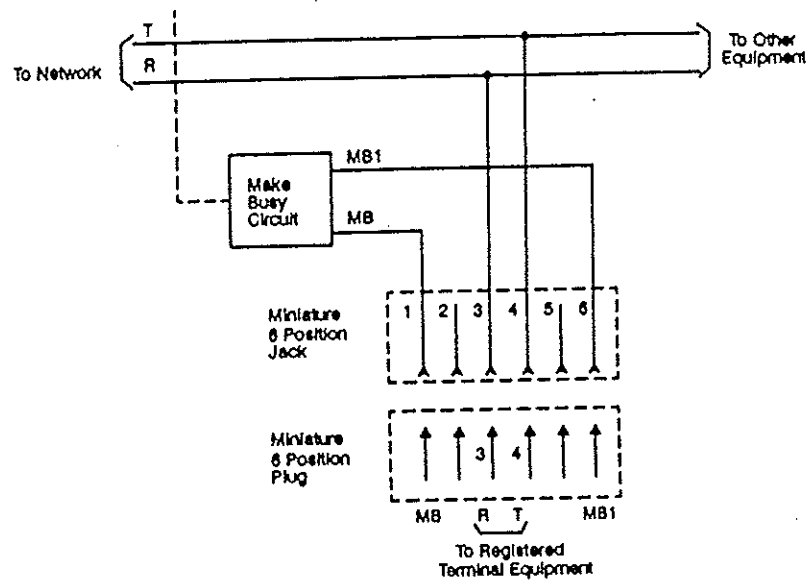 T
To Other
Equipment
To Network
R
MB1
Make
Busy
Circuit
MB
Miniature
6 Position
Jack
1 2 3 4 5 6
Miniature
6 Position
Plug
3 4
MB R T MB1
To Registered
Terminal Equipment